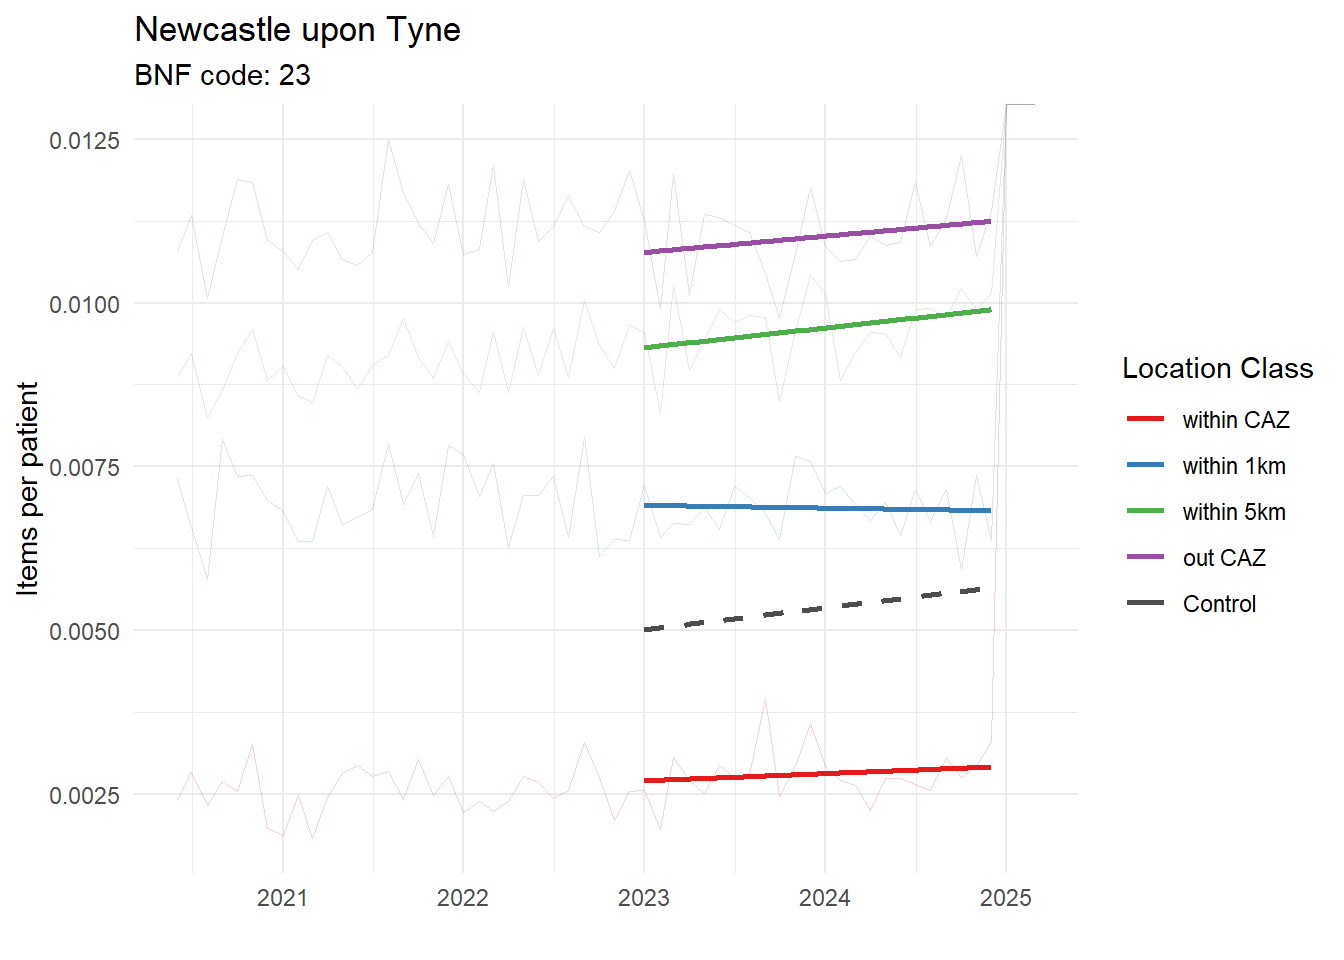 Newcastle upon Tyne
BNF code: 23
Items per patient
0.0125
0.0100
0.0075
0.0050
0.0025
2021
2022
2023
2024
2025
Location Class
within CAZ
within 1km
within 5km
out CAZ
Control